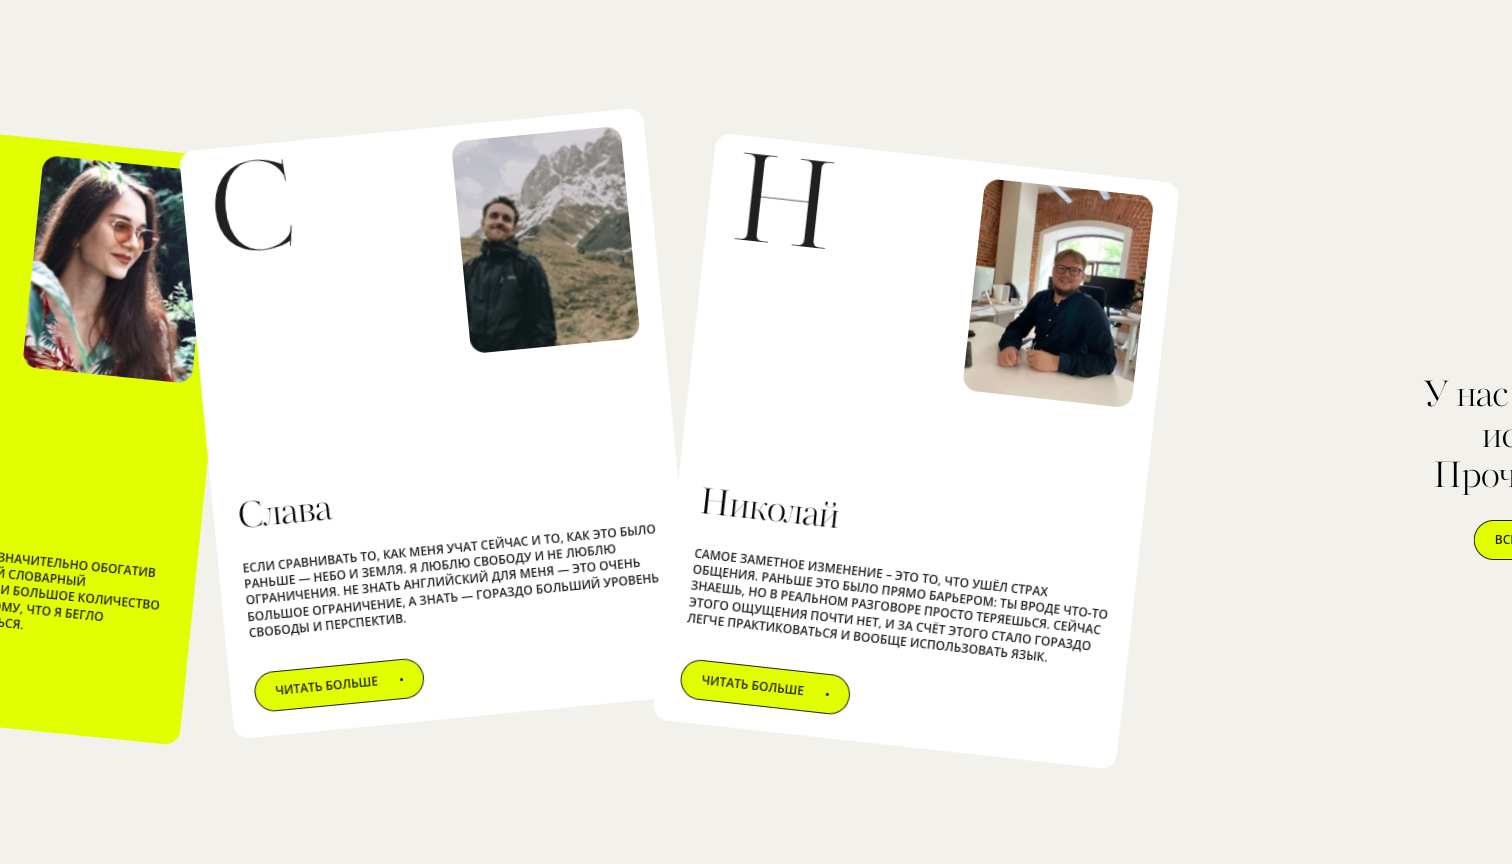 ЗНАЧИТЕЛЬНО ОБОГАТИВ
СЛОВАРНЫЙ
И БОЛЬШОЕ КОЛИЧЕСТВО
ЧТО Я БЕГЛО
С
Слава
ЕСЛИ СРАВНИВАТЬ ТО, КАК МЕНЯ УЧАТ СЕЙЧАС И ТО, КАК ЭТО БЫЛО
РАНЬШЕ — НЕБО И ЗЕМЛЯ. Я ЛЮБЛЮ СВОБОДУ И НЕ ЛЮБЛЮ
ОГРАНИЧЕНИЯ. НЕ ЗНАТЬ АНГЛИЙСКИЙ ДЛЯ МЕНЯ — ЭТО ОЧЕНЬ
БОЛЬШОЕ ОГРАНИЧЕНИЕ, А ЗНАТЬ — ГОРАЗДО БОЛЬШИЙ УРОВЕНЬ
СВОБОДЫ И ПЕРСПЕКТИВ.
ЧИТАТЬ БОЛЬШЕ
Н
Николай
САМОЕ ЗАМЕТНОЕ ИЗМЕНЕНИЕ – ЭТО ТО, ЧТО УШЁЛ СТРАХ
ОБЩЕНИЯ. РАНЬШЕ ЭТО БЫЛО ПРЯМО БАРЬЕРОМ: ТЫ ВРОДЕ ЧТО-ТО
ЗНАЕШЬ, НО В РЕАЛЬНОМ РАЗГОВОРЕ ПРОСТО ТЕРЯЕШЬСЯ. СЕЙЧАС
ЭТОГО ОЩУЩЕНИЯ ПОЧТИ НЕТ, И ЗА СЧЁТ ЭТОГО СТАЛО ГОРАЗДО
ЛЕГЧЕ ПРАКТИКОВАТЬСЯ И ВООБЩЕ ИСПОЛЬЗОВАТЬ ЯЗЫК.
ЧИТАТЬ БОЛЬШЕ
У нас